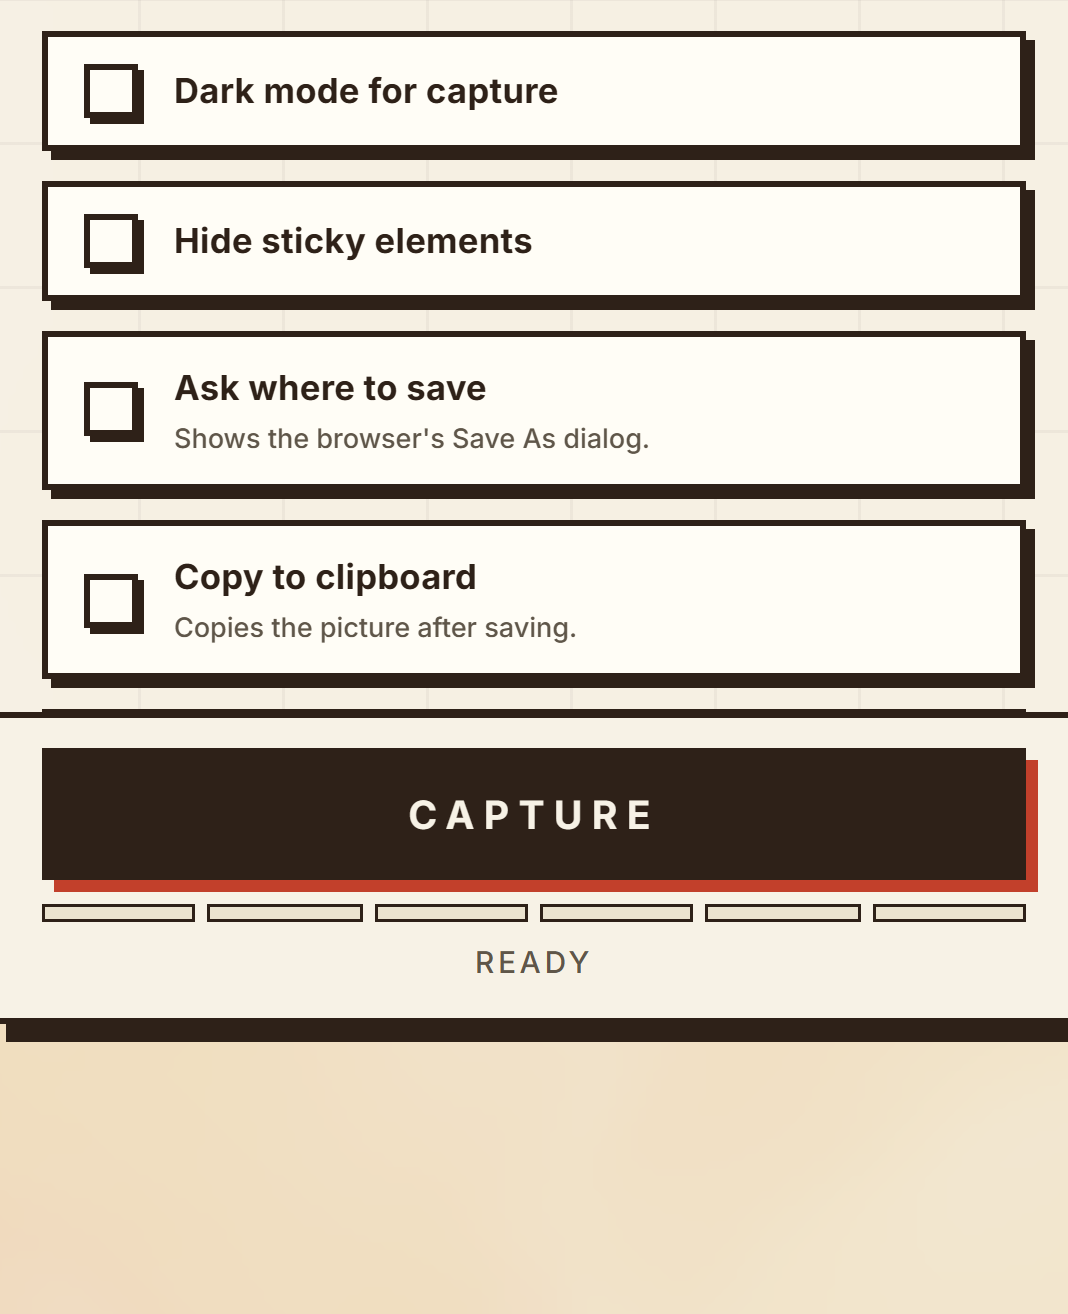 Dark mode for capture
Hide sticky elements
Ask where to save
Shows the browser's Save As dialog.
Copy to clipboard
Copies the picture after saving.
CAPTURE
READY